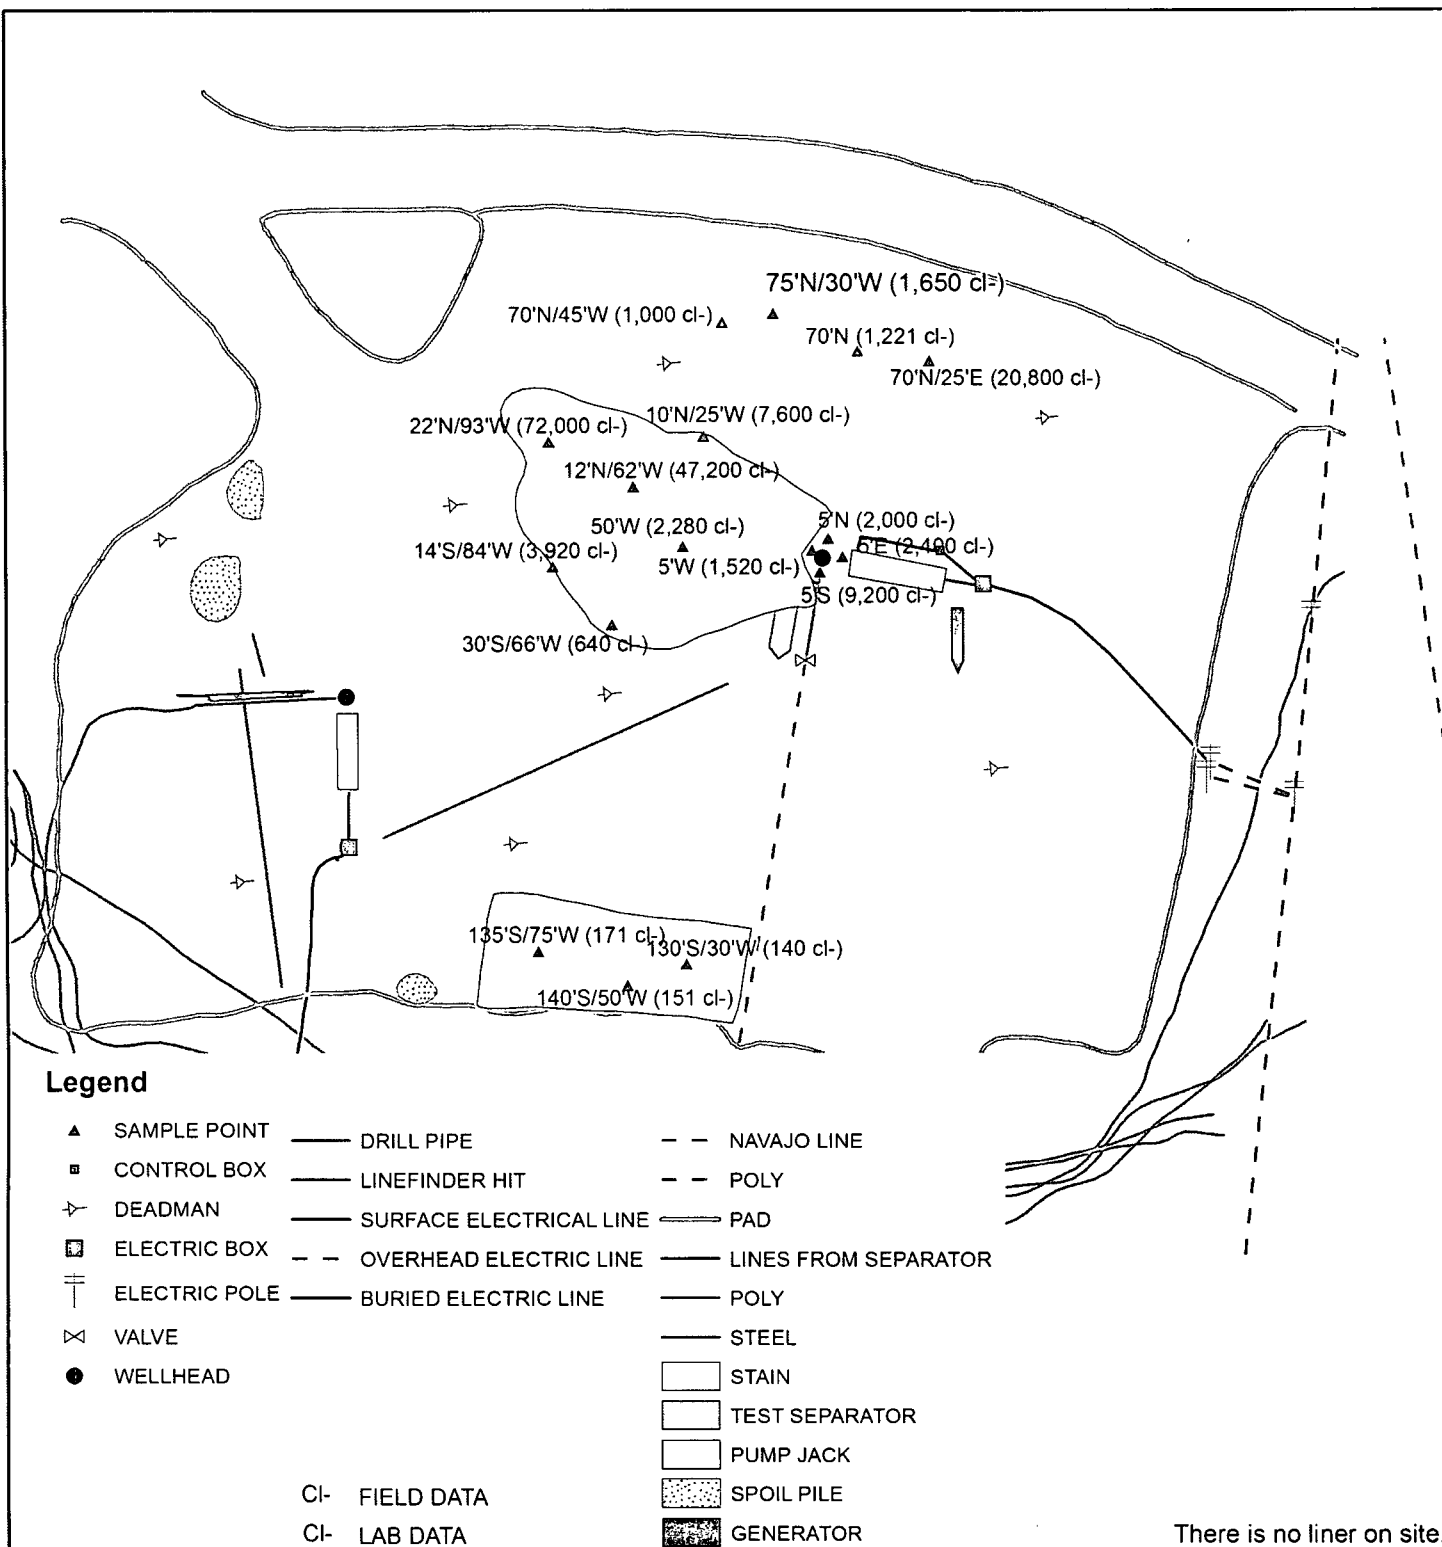 75'N/30'W (1,650 cl-)
70'N/45'W (1,000 cl-)
70'N (1,221 cl-)
70'N/25'E (20,800 cl-)
10'N/25'W (7,600 cl-)
22'N/93'W (72,000 cl-)
12'N/62'W (47,200 cl-)
5'N (2,000 cl-)
50'W (2,280 cl-)
5'E (2,400 cl-)
14'S/84'W (3,920 cl-)
5'W (1,520 cl-)
5'S (9,200 cl-)
30'S/66'W (640 cl-)
135'S/75'W (171 cl-)
130'S/30'W (140 cl-)
140'S/50'W (151 cl-)
Legend
SAMPLE POINT
CONTROL BOX
DEADMAN
ELECTRIC BOX
ELECTRIC POLE
VALVE
WELLHEAD
DRILL PIPE
LINEFINDER HIT
SURFACE ELECTRICAL LINE
OVERHEAD ELECTRIC LINE
BURIED ELECTRIC LINE
NAVAJO LINE
POLY
PAD
LINES FROM SEPARATOR
POLY
STEEL
STAIN
TEST SEPARATOR
PUMP JACK
SPOIL PILE
GENERATOR
Cl- FIELD DATA
Cl- LAB DATA
There is no liner on site.